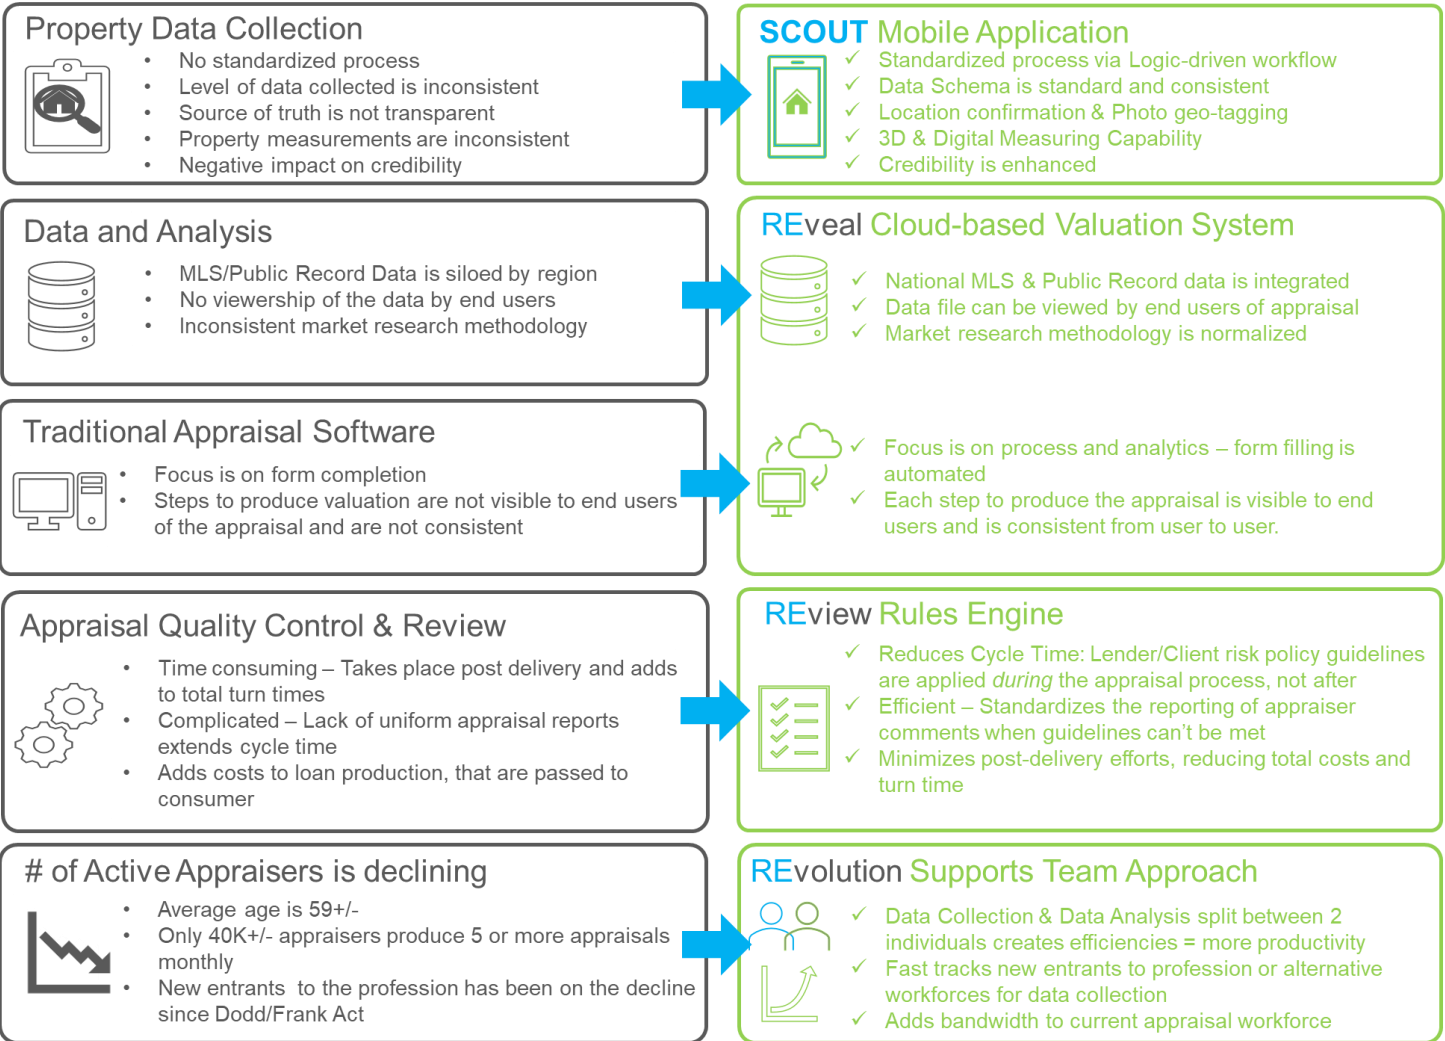 Property Data Collection
• No standardized process
• Level of data collected is inconsistent
• Source of truth is not transparent
• Property measurements are inconsistent
• Negative impact on credibility
SCOUT Mobile Application
✓ Standardized process via Logic-driven workflow
✓ Data Schema is standard and consistent
✓ Location confirmation & Photo geo-tagging
✓ 3D & Digital Measuring Capability
✓ Credibility is enhanced
Data and Analysis
• MLS/Public Record Data is siloed by region
• No viewership of the data by end users
• Inconsistent market research methodology
REveal Cloud-based Valuation System
✓ National MLS & Public Record data is integrated
✓ Data file can be viewed by end users of appraisal
✓ Market research methodology is normalized
Traditional Appraisal Software
• Focus is on form completion
• Steps to produce valuation are not visible to end users
of the appraisal and are not consistent
✓ Focus is on process and analytics – form filling is
automated
✓ Each step to produce the appraisal is visible to end
users and is consistent from user to user.
Appraisal Quality Control & Review
• Time consuming – Takes place post delivery and adds
to total turn times
• Complicated – Lack of uniform appraisal reports
extends cycle time
• Adds costs to loan production, that are passed to
consumer
REview Rules Engine
✓ Reduces Cycle Time: Lender/Client risk policy guidelines
are applied during the appraisal process, not after
✓ Efficient – Standardizes the reporting of appraiser
comments when guidelines can't be met
✓ Minimizes post-delivery efforts, reducing total costs and
turn time
# of Active Appraisers is declining
• Average age is 59+/-
• Only 40K+/- appraisers produce 5 or more appraisals
monthly
• New entrants to the profession has been on the decline
since Dodd/Frank Act
REvolution Supports Team Approach
✓ Data Collection & Data Analysis split between 2
individuals creates efficiencies = more productivity
✓ Fast tracks new entrants to profession or alternative
workforces for data collection
✓ Adds bandwidth to current appraisal workforce